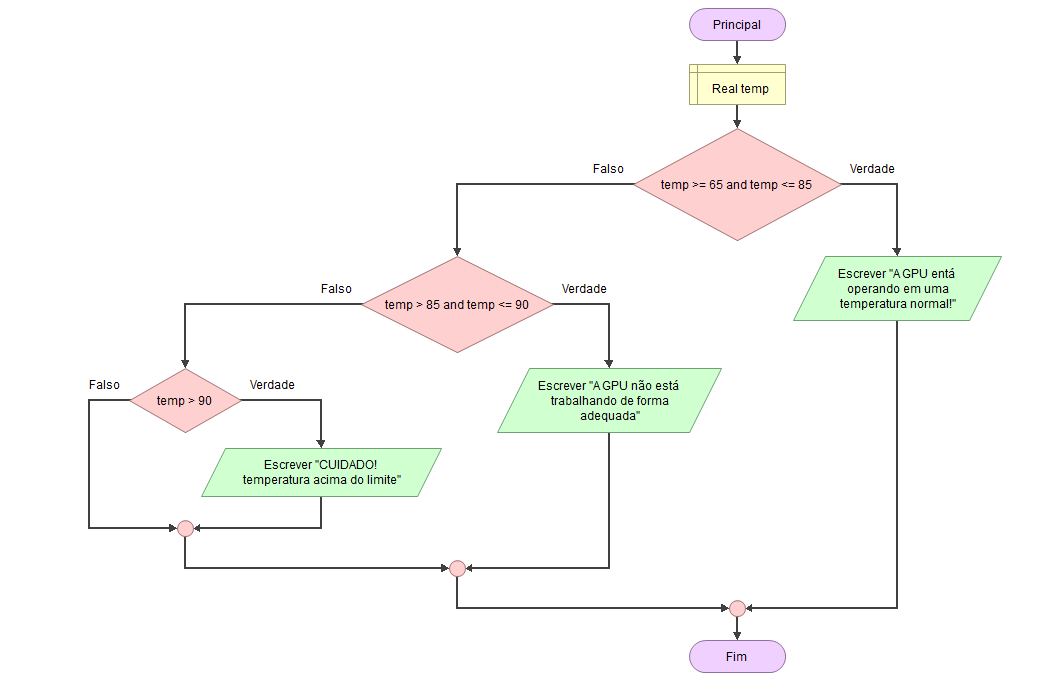 Principal
Real temp
Falso
Verdade
temp >= 65 and temp <= 85
Escrever "A GPU entá
operando em uma
temperatura normal!"
Falso
Verdade
temp > 85 and temp <= 90
Escrever "A GPU não está
trabalhando de forma
adequada"
Falso
Verdade
temp > 90
Escrever "CUIDADO!
temperatura acima do limite"
Fim